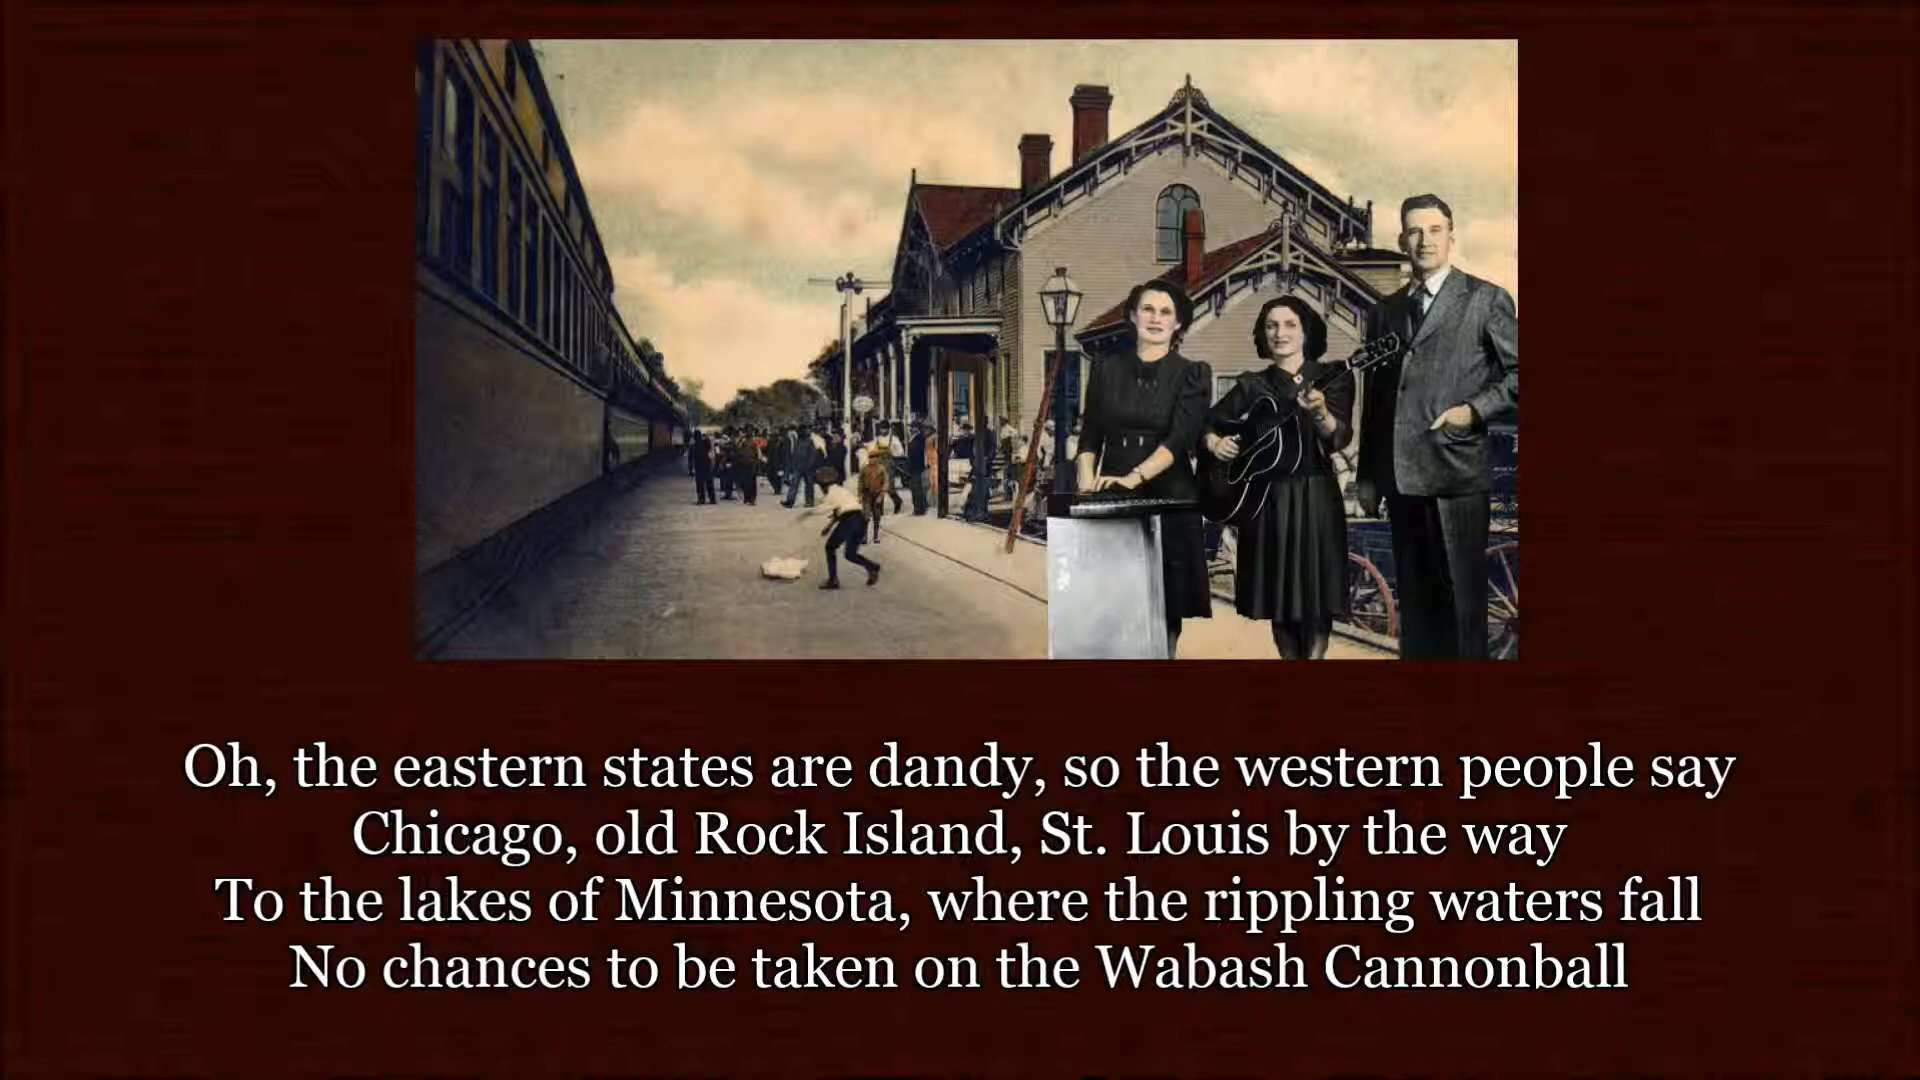 Oh, the eastern states are dandy, so the western people say
Chicago, old Rock Island, St. Louis by the way
To the lakes of Minnesota, where the rippling waters fall
No chances to be taken on the Wabash Cannonball